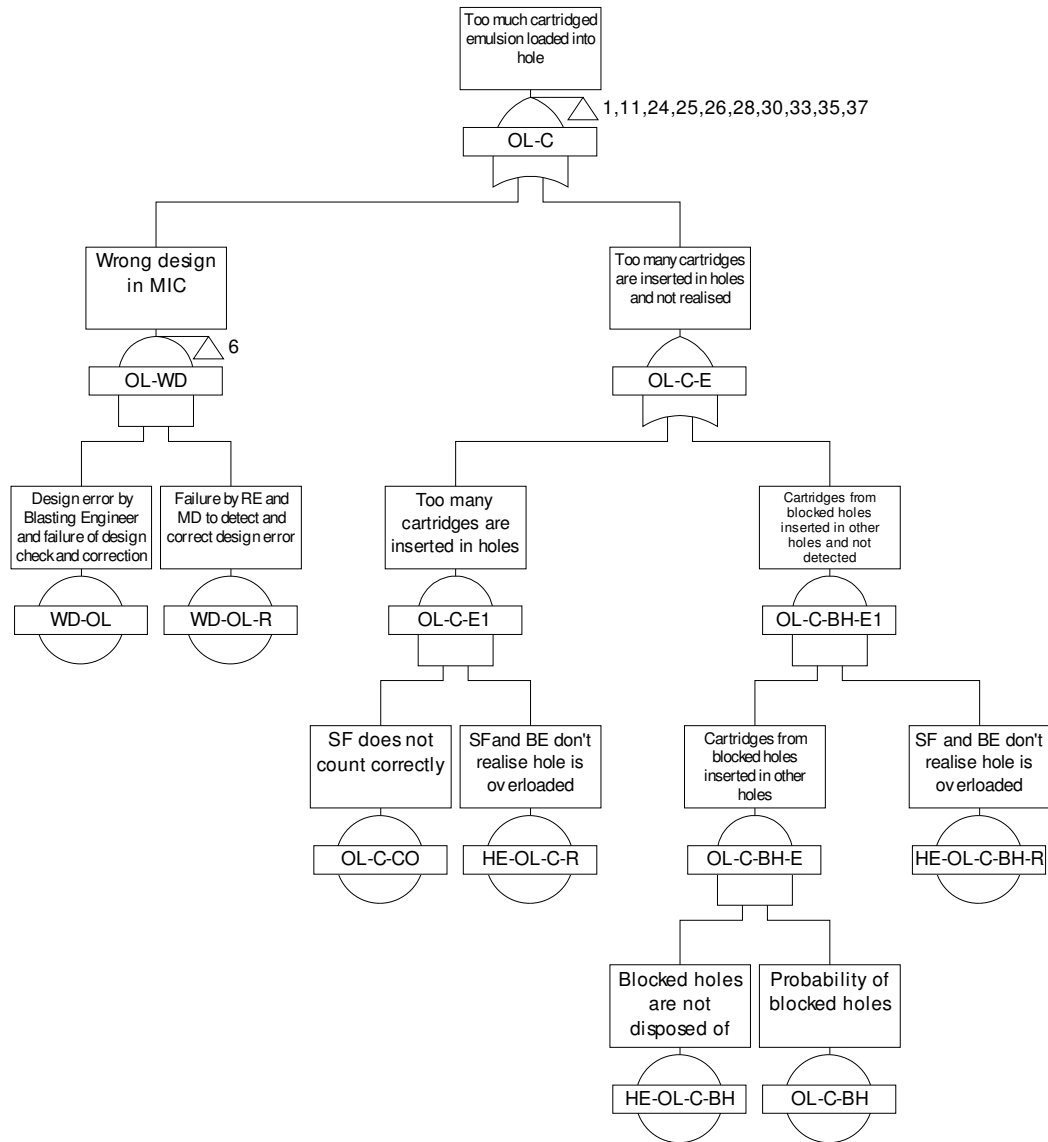 Too much cartridged
emulsion loaded into
hole
1,11,24,25,26,28,30,33,35,37
OL-C
Wrong design
in MIC
6
OL-WD
Too many cartridges
are inserted in holes
and not realised
OL-C-E
Design error by
Blasting Engineer
and failure of design
check and correction
WD-OL
Failure by RE and
MD to detect and
correct design error
WD-OL-R
Too many
cartridges are
inserted in holes
OL-C-E1
Cartridges from
blocked holes
inserted in other
holes and not
detected
OL-C-BH-E1
SF does not
count correctly
OL-C-CO
SF and BE don't
realise hole is
overloaded
HE-OL-C-R
Cartridges from
blocked holes
inserted in other
holes
OL-C-BH-E
SF and BE don't
realise hole is
overloaded
HE-OL-C-BH-R
Blocked holes
are not
disposed of
HE-OL-C-BH
Probability of
blocked holes
OL-C-BH